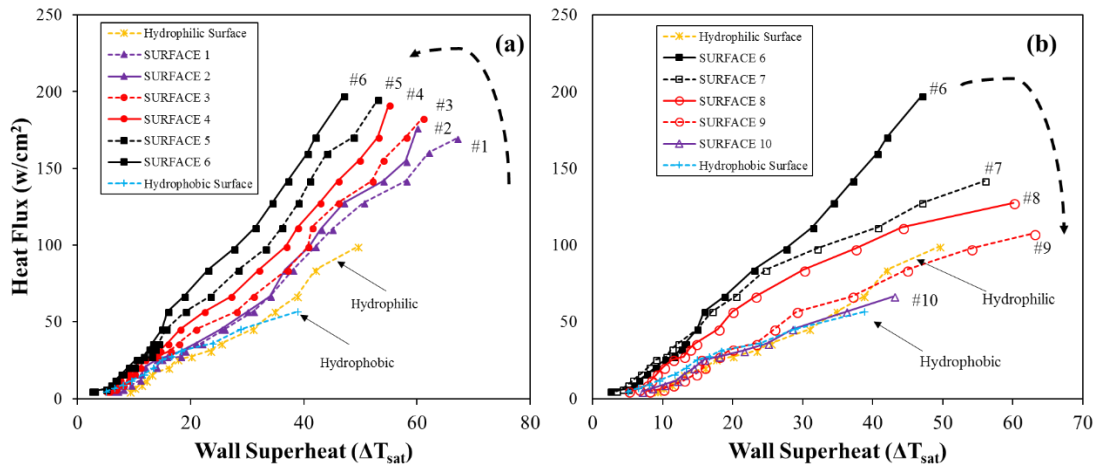 250
200
150
100
50
0
0
20
40
60
80
Heat Flux (w/cm²)
Wall Superheat (ΔTsat)
(a)
Hydrophilic Surface
SURFACE 1
SURFACE 2
SURFACE 3
SURFACE 4
SURFACE 5
SURFACE 6
Hydrophobic Surface
#6
#5
#4
#3
#2
#1
Hydrophilic
Hydrophobic
250
200
150
100
50
0
0
10
20
30
40
50
60
70
Wall Superheat (ΔTsat)
(b)
Hydrophilic Surface
SURFACE 6
SURFACE 7
SURFACE 8
SURFACE 9
SURFACE 10
Hydrophobic Surface
#6
#7
#8
#9
#10
Hydrophilic
Hydrophobic